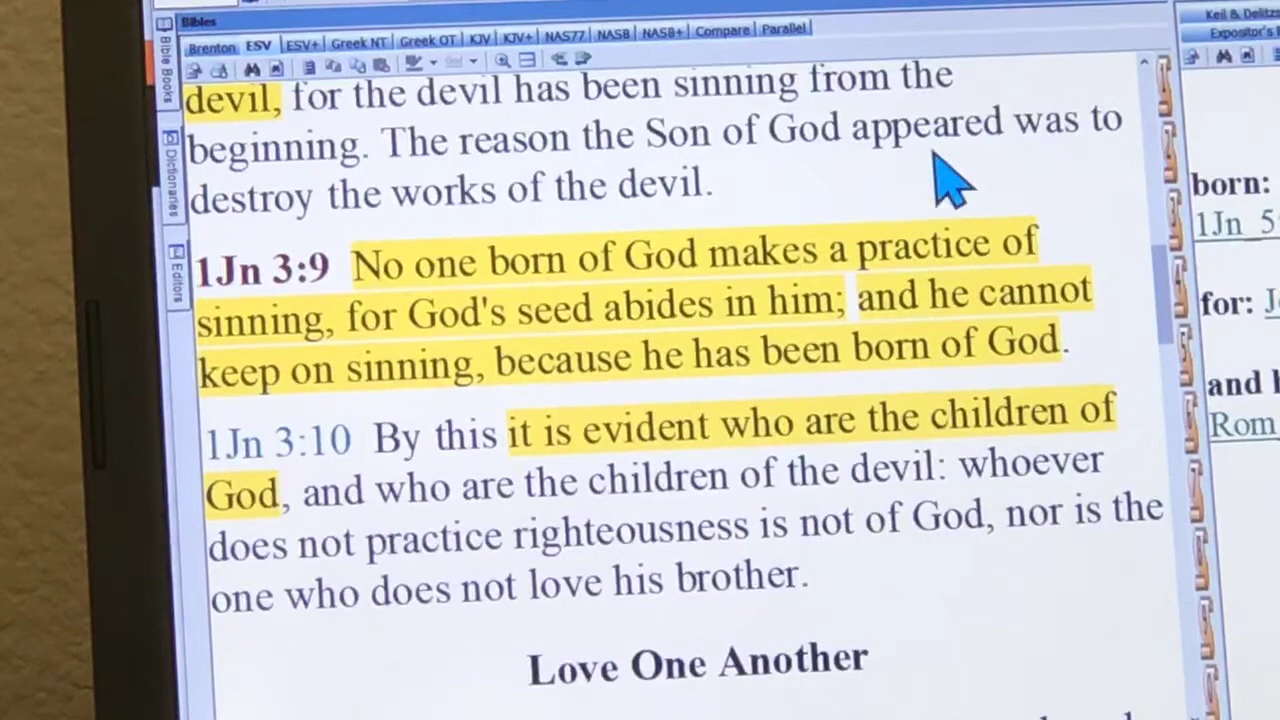 Bibles
Brenton ESV ESV+ Greek NT Greek OT KJV KJV+ NAS77 NASB NASB+ Compare Parallel
Bible Books
Dictionaries
Editors
devil, for the devil has been sinning from the
beginning. The reason the Son of God appeared was to
destroy the works of the devil.
1Jn 3:9 No one born of God makes a practice of
sinning, for God's seed abides in him; and he cannot
keep on sinning, because he has been born of God.
1Jn 3:10 By this it is evident who are the children of
God, and who are the children of the devil: whoever
does not practice righteousness is not of God, nor is the
one who does not love his brother.
Love One Another
Keil & Delitzs
Expositor's
born:
1Jn 5
for: J
and
Rom